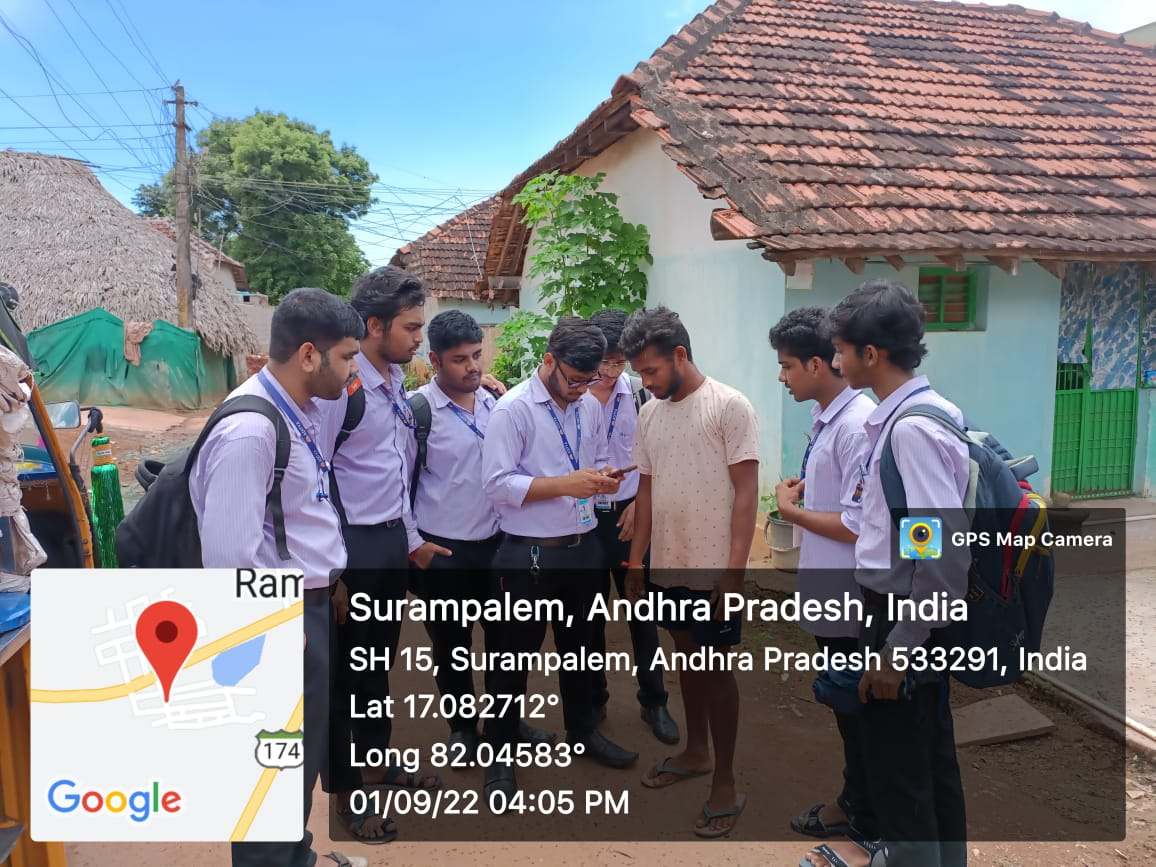 GPS Map Camera
Surampalem, Andhra Pradesh, India
SH 15, Surampalem, Andhra Pradesh 533291, India
Lat 17.082712°
Long 82.04583°
01/09/22 04:05 PM
Ram
174
Google